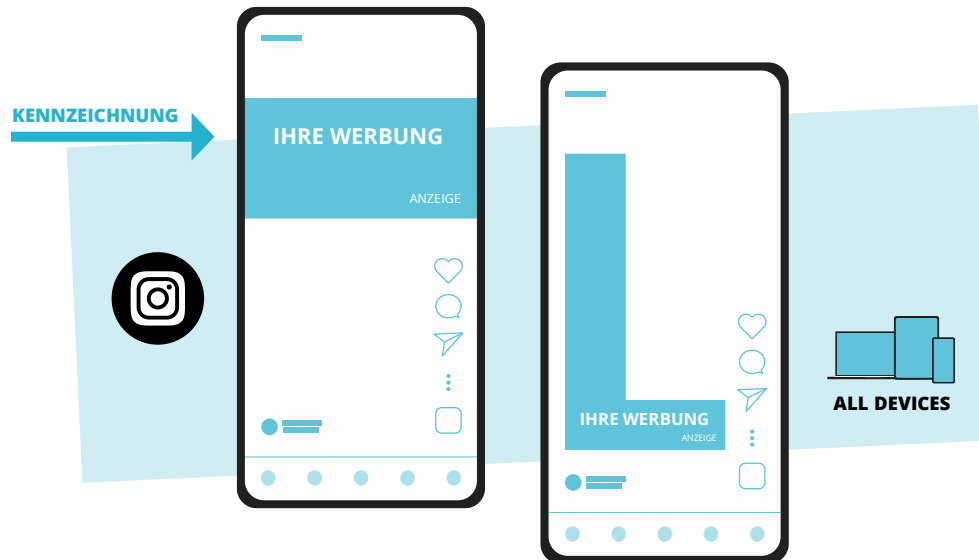 KENNZEICHNUNG
IHRE WERBUNG
ANZEIGE
IHRE WERBUNG
ANZEIGE
ALL DEVICES